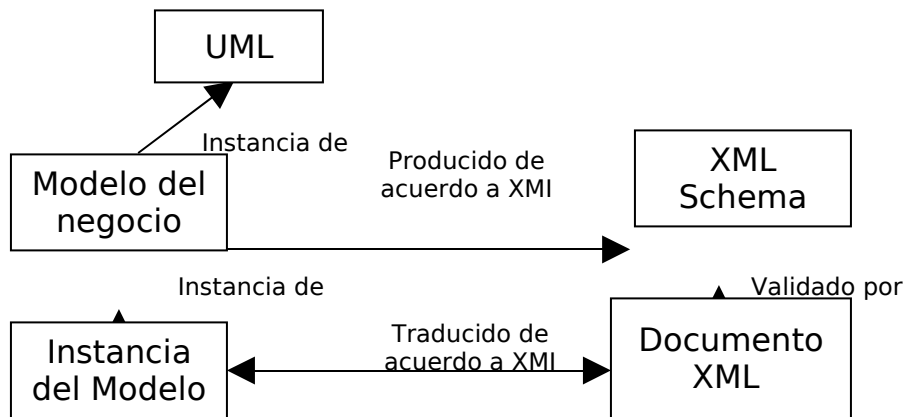 UML
Instancia de
Modelo del
negocio
Producido de
acuerdo a XMI
XML
Schema
Instancia de
Validado por
Instancia
del Modelo
Traducido de
acuerdo a XMI
Documento
XML